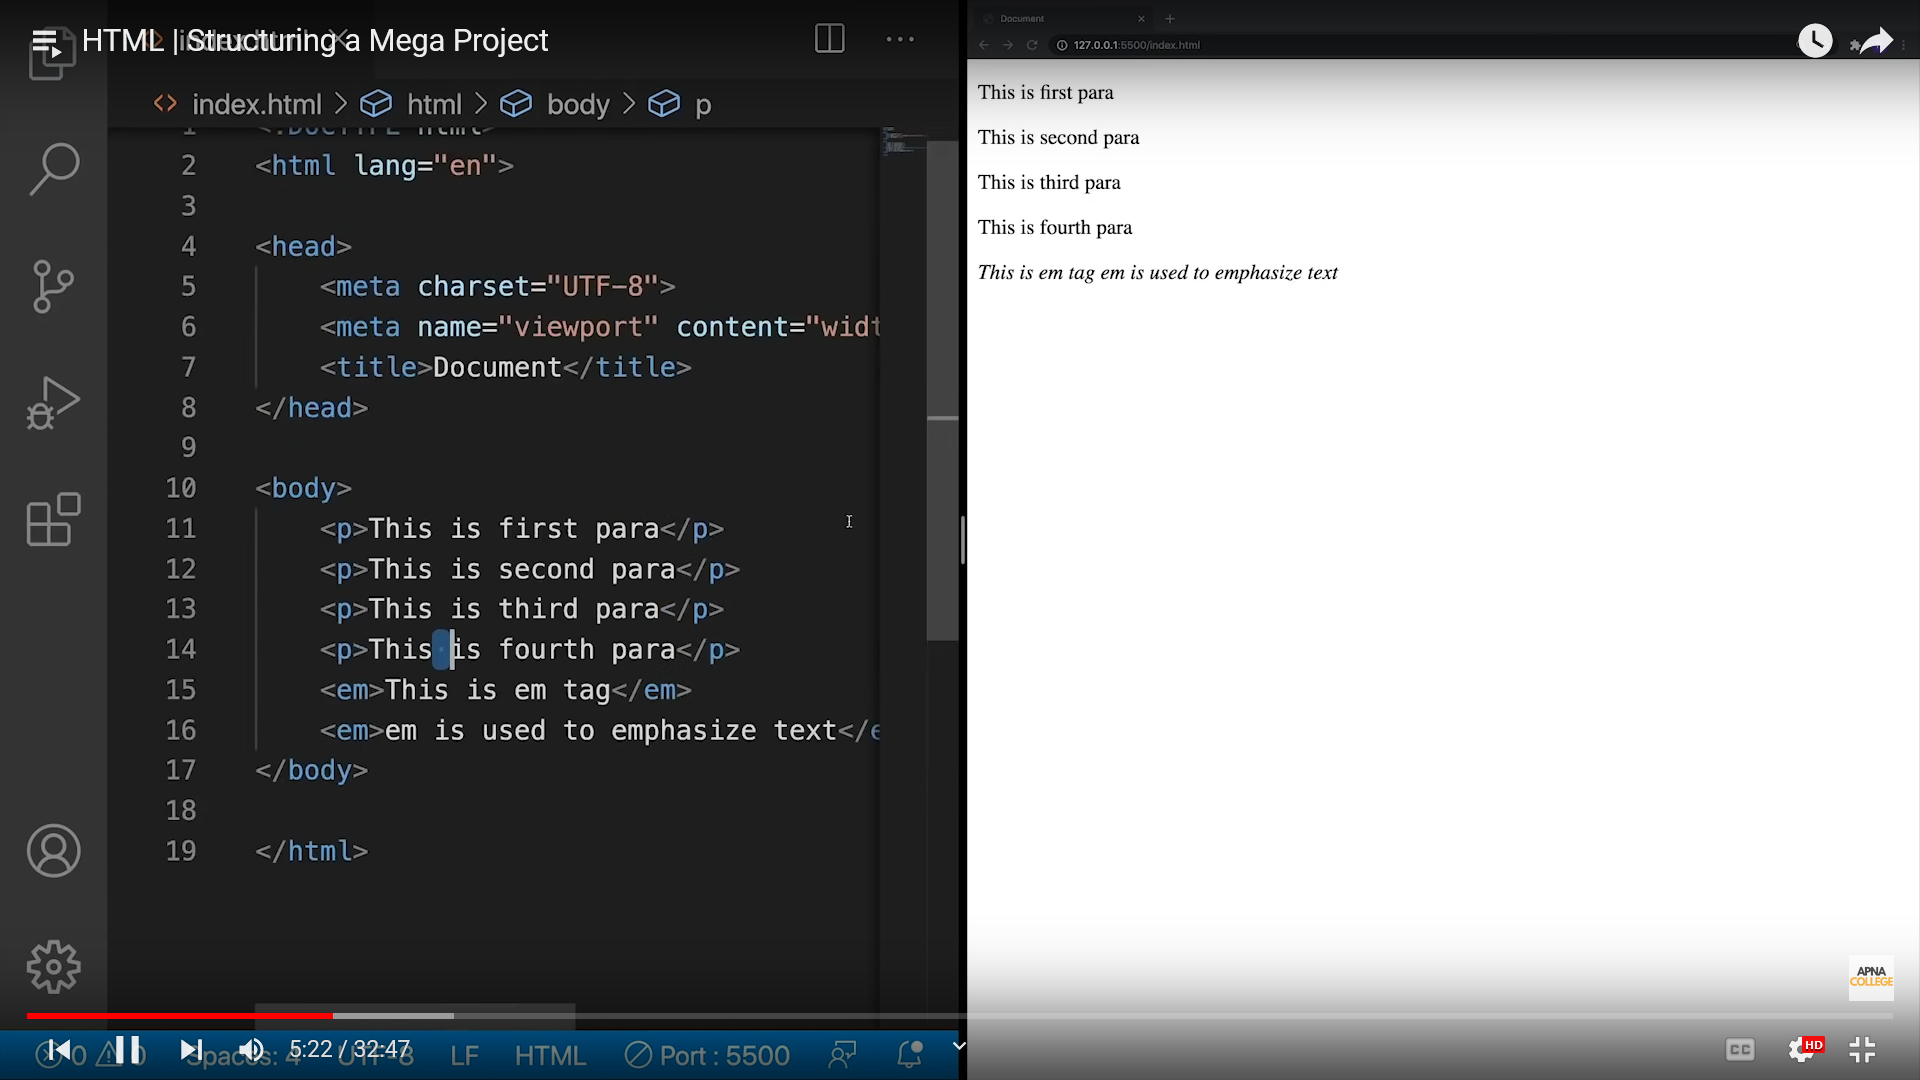 HTML | Structuring a Mega Project
index.html > html > body > p
1 <!DOCTYPE html>
2 <html lang="en">
3
4 <head>
5 <meta charset="UTF-8">
6 <meta name="viewport" content="widt
7 <title>Document</title>
8 </head>
9
10 <body>
11 <p>This is first para</p>
12 <p>This is second para</p>
13 <p>This is third para</p>
14 <p>This is fourth para</p>
15 <em>This is em tag</em>
16 <em>em is used to emphasize text</e
17 </body>
18
19 </html>
Document
127.0.0.1:5500/index.html
This is first para
This is second para
This is third para
This is fourth para
This is em tag em is used to emphasize text
APNA
COLLEGE
0 0 Spaces: 4 UTF-8 LF HTML Port : 5500
5:22 / 32:47
CC HD